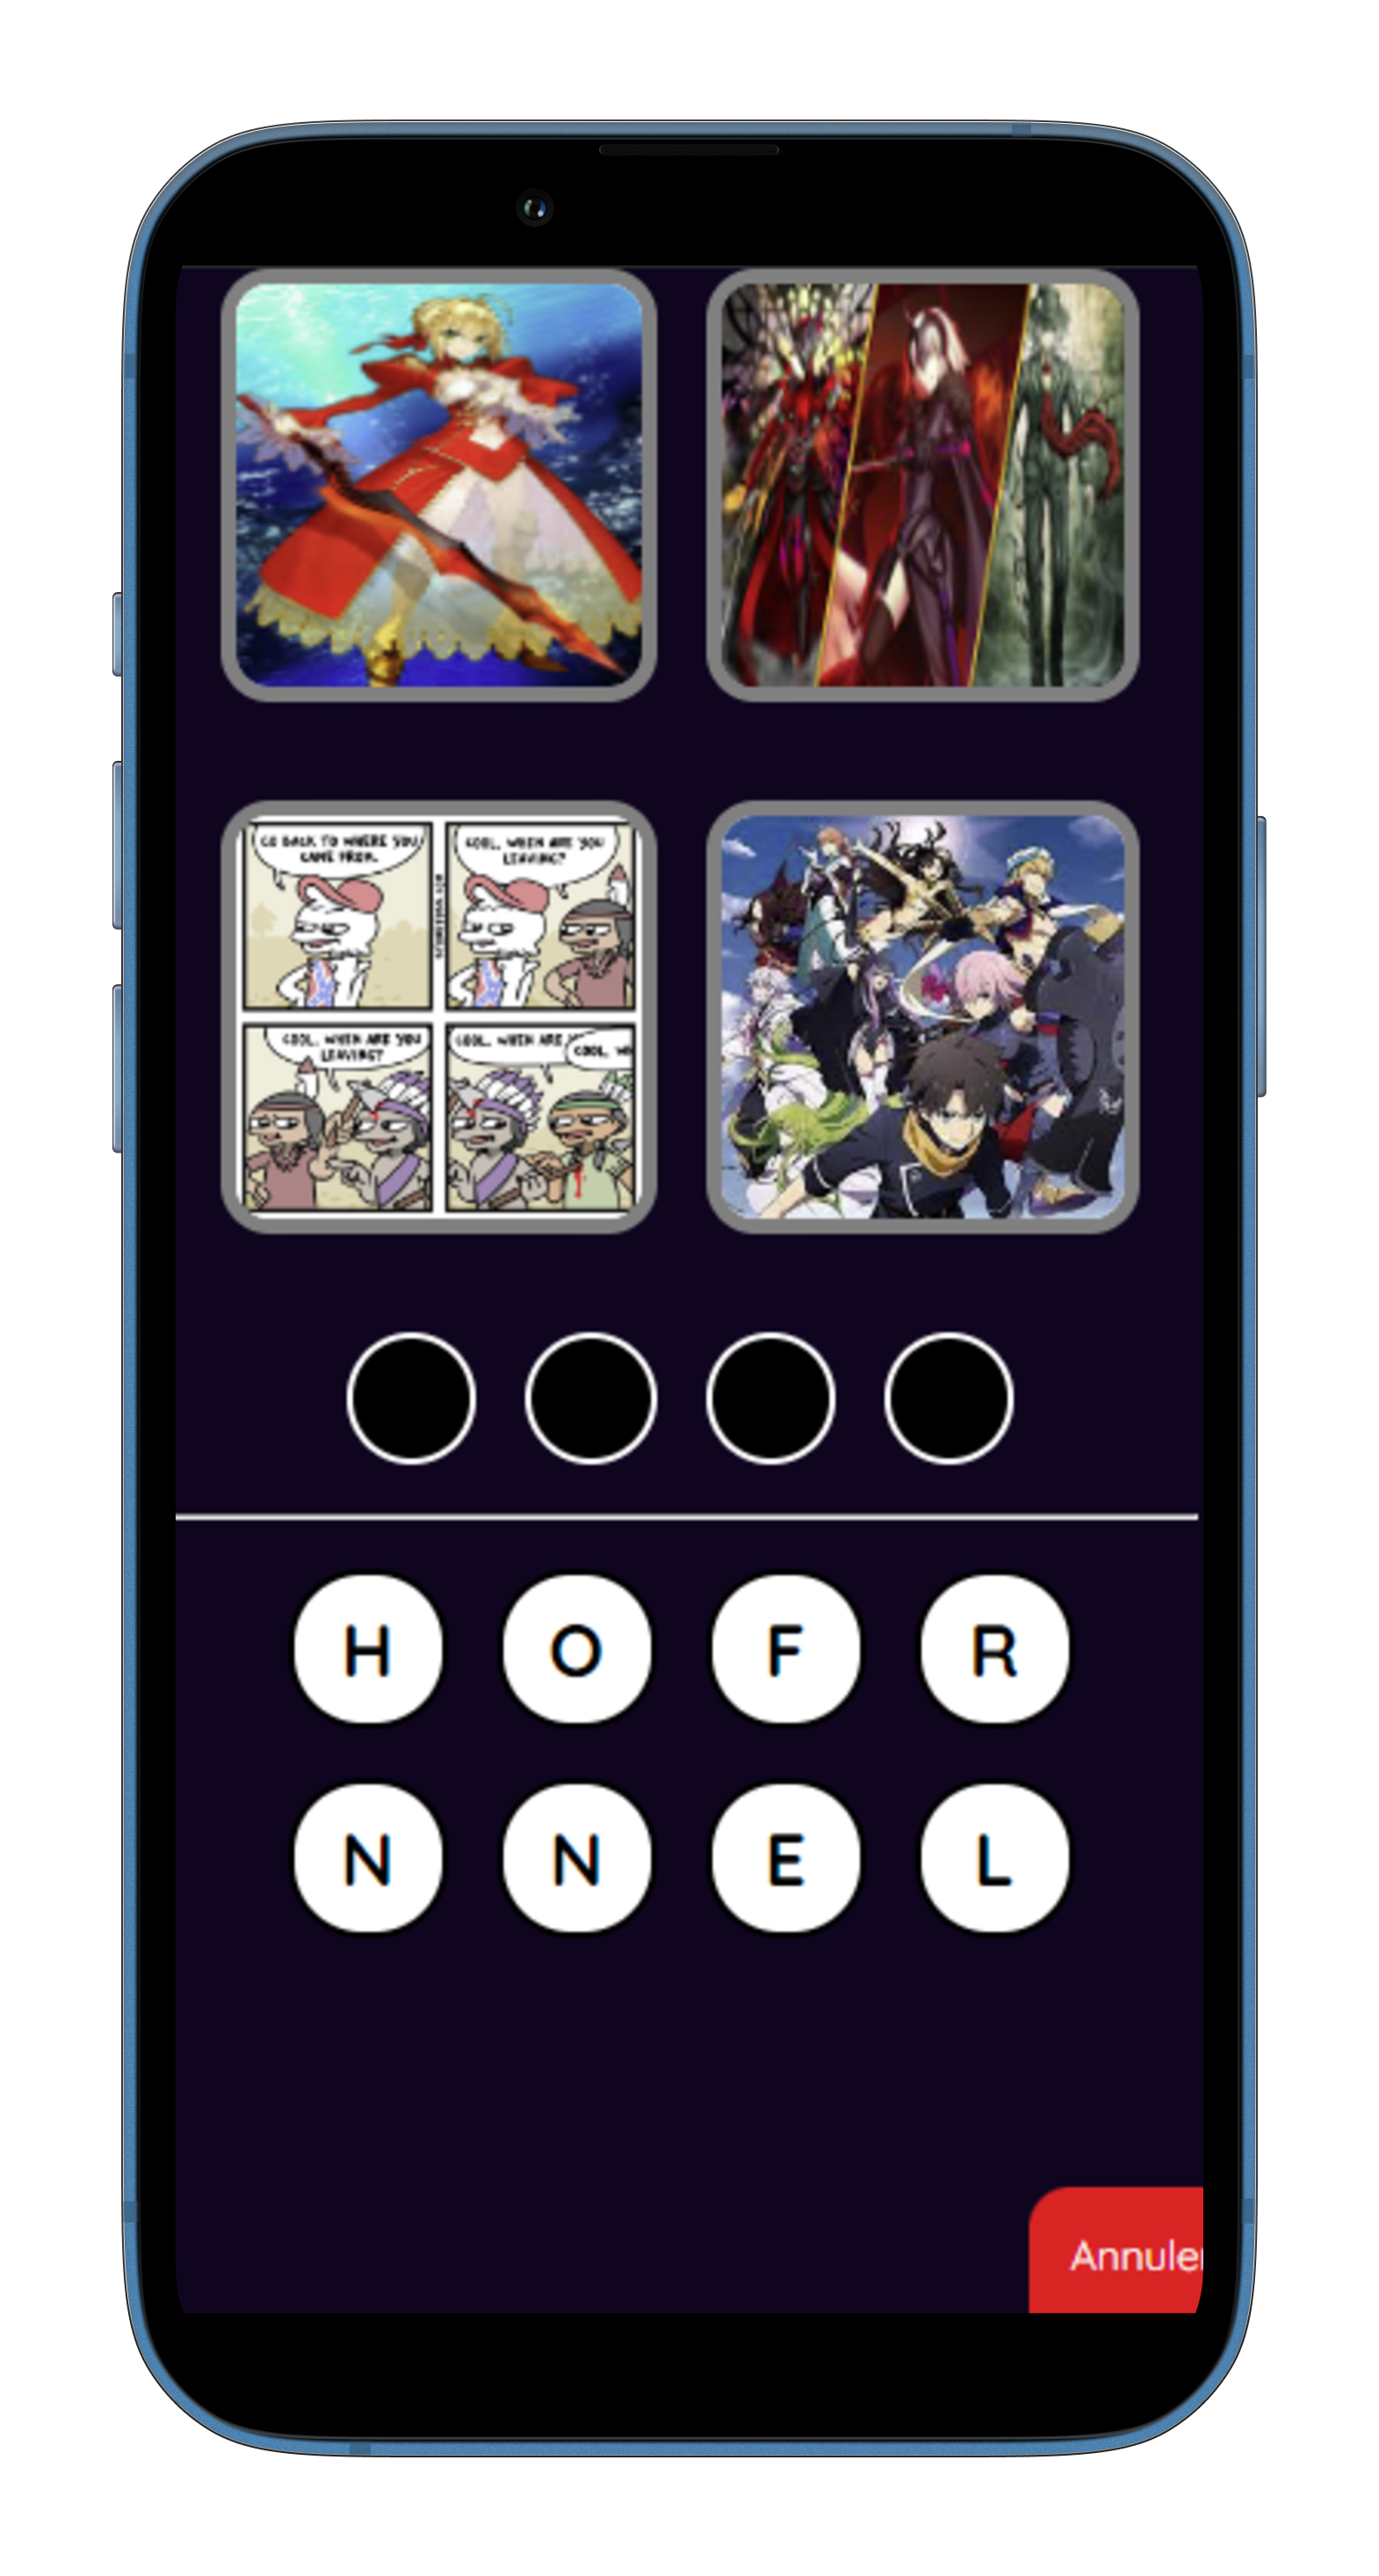 GO BACK TO WHERE YOU
CAME FROM.
COOL, WHEN ARE YOU
LEAVING?
COOL, WHEN ARE YOU
LEAVING?
COOL, WHEN ARE
COOL, WH
H O F R
N N E L
Annuler